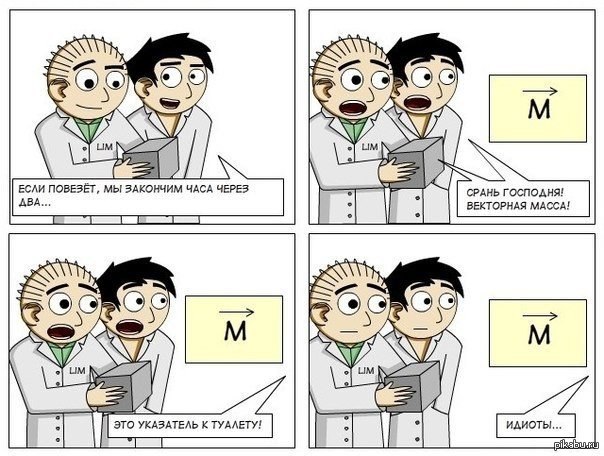 LJM
ЕСЛИ ПОВЕЗЁТ, МЫ ЗАКОНЧИМ ЧАСА ЧЕРЕЗ
ДВА...
M
LJM
СРАНЬ ГОСПОДНЯ!
ВЕКТОРНАЯ МАССА!
M
LJM
ЭТО УКАЗАТЕЛЬ К ТУАЛЕТУ!
M
LJM
ИДИОТЫ...
pikabu.ru